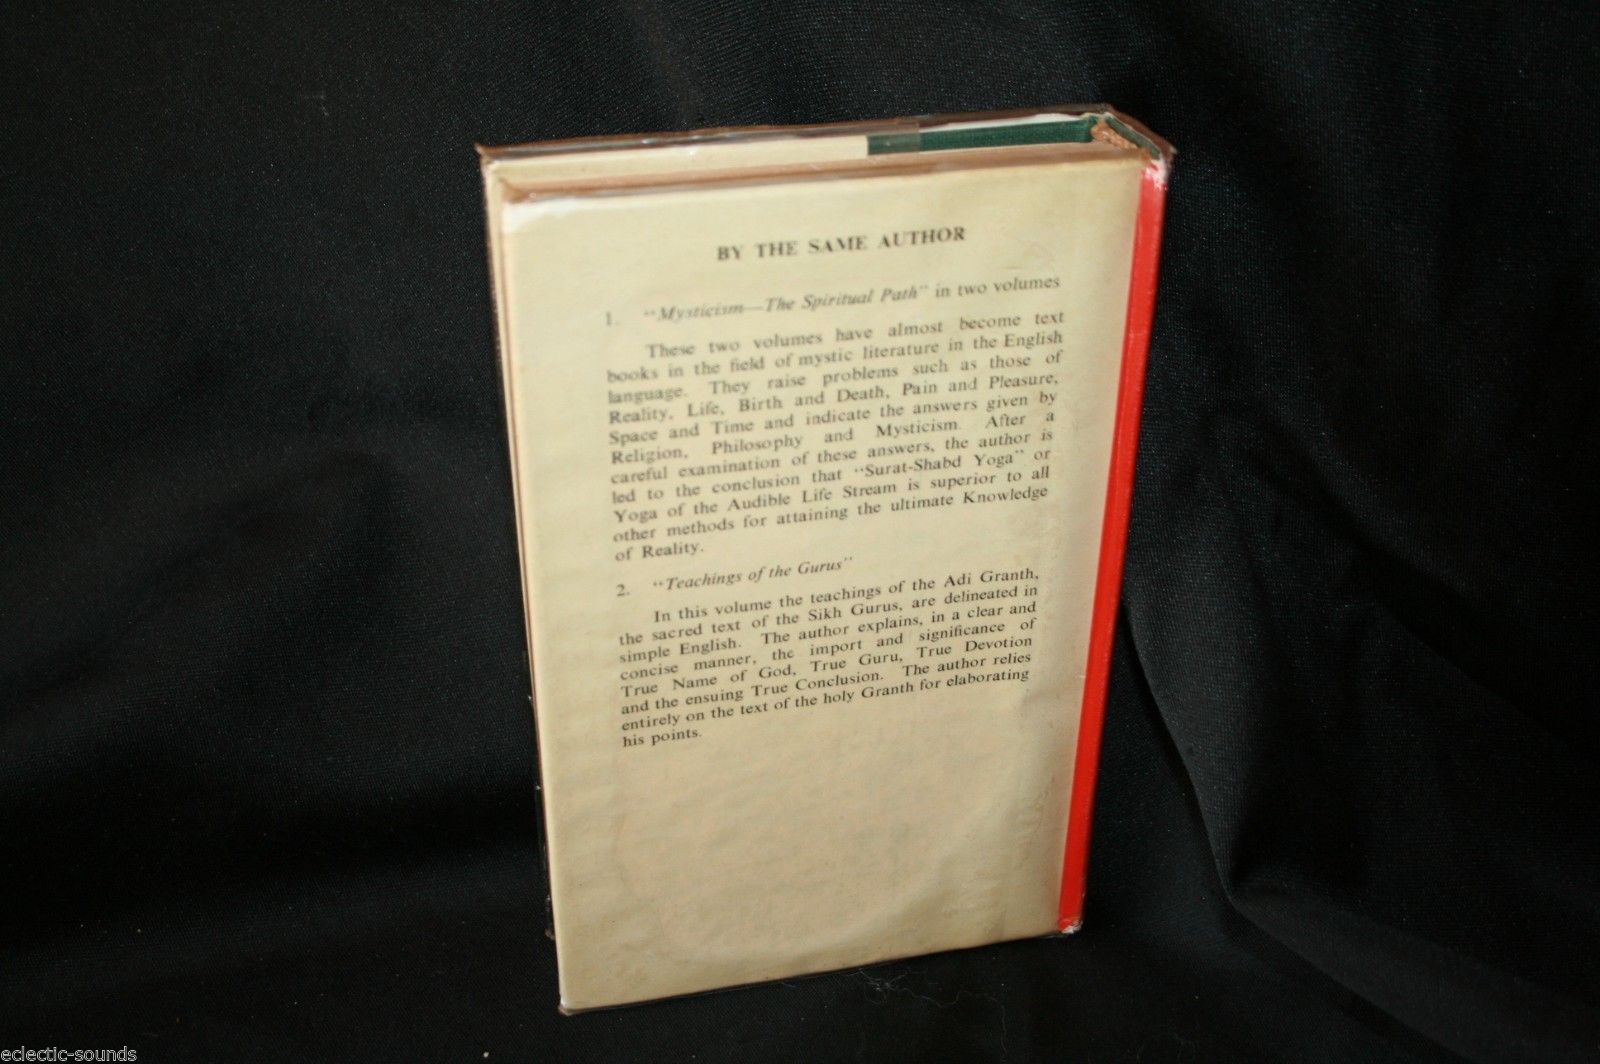 BY THE SAME AUTHOR
1. "Mysticism—The Spiritual Path" in two volumes
These two volumes have almost become text
books in the field of mystic literature in the English
language. They raise problems such as those of
Reality, Life, Birth and Death, Pain and Pleasure,
Space and Time and indicate the answers given by
Religion, Philosophy and Mysticism. After a
careful examination of these answers, the author is
led to the conclusion that "Surat-Shabd Yoga" or
Yoga of the Audible Life Stream is superior to all
other methods for attaining the ultimate Knowledge
of Reality.
2. "Teachings of the Gurus"
In this volume the teachings of the Adi Granth,
the sacred text of the Sikh Gurus, are delineated in
simple English. The author explains, in a clear and
concise manner, the import and significance of
True Name of God, True Guru, True Devotion
and the ensuing True Conclusion. The author relies
entirely on the text of the holy Granth for elaborating
his points.
eclectic-sounds